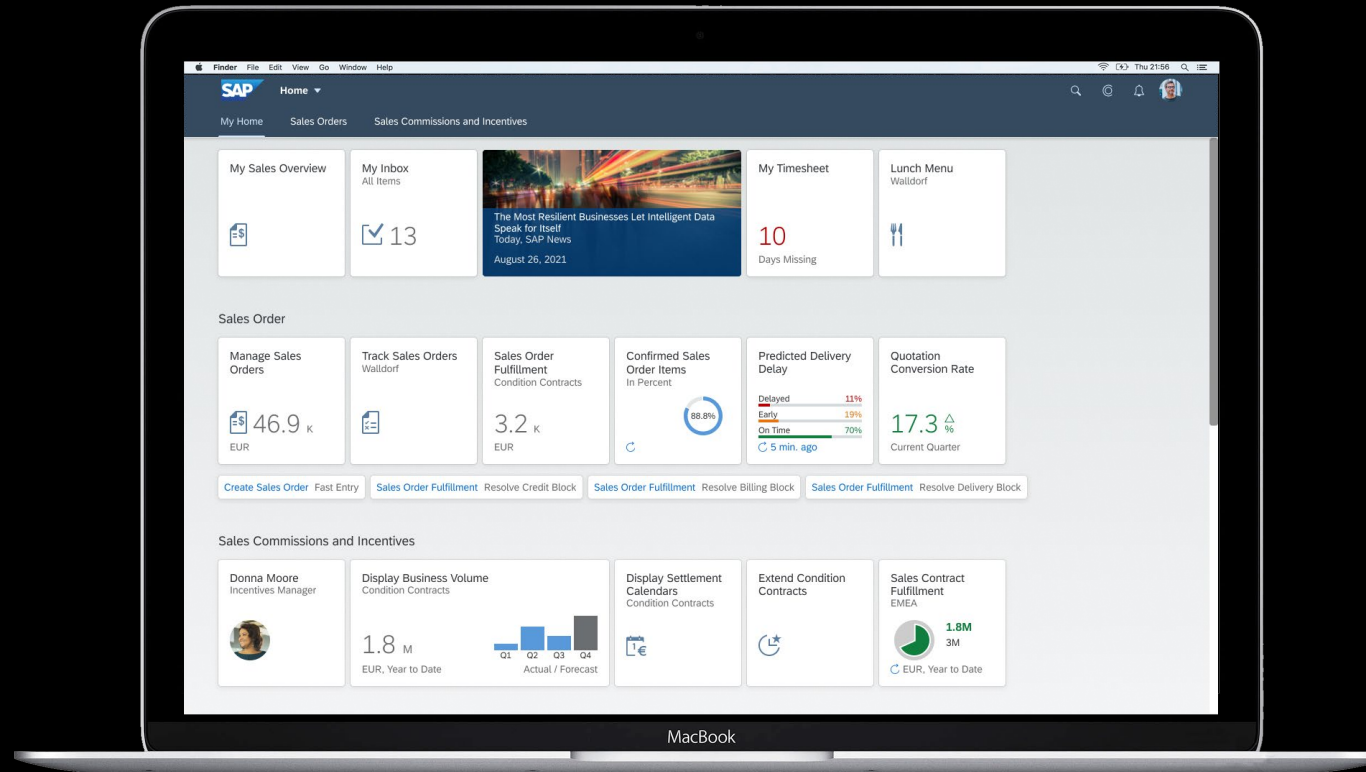 Finder File Edit View Go Window Help
Thu 21:56
SAP
Home
My Home Sales Orders Sales Commissions and Incentives
My Sales Overview
My Inbox
All Items
13
The Most Resilient Businesses Let Intelligent Data
Speak for Itself
Today, SAP News
August 26, 2021
My Timesheet
10
Days Missing
Lunch Menu
Walldorf
Sales Order
Manage Sales
Orders
46.9 K
EUR
Track Sales Orders
Walldorf
Sales Order
Fulfillment
Condition Contracts
3.2 K
EUR
Confirmed Sales
Order Items
In Percent
88.8%
Predicted Delivery
Delay
Delayed 11%
Early 19%
On Time 70%
5 min. ago
Quotation
Conversion Rate
17.3 %
Current Quarter
Create Sales Order Fast Entry
Sales Order Fulfillment Resolve Credit Block
Sales Order Fulfillment Resolve Billing Block
Sales Order Fulfillment Resolve Delivery Block
Sales Commissions and Incentives
Donna Moore
Incentives Manager
Display Business Volume
Condition Contracts
1.8 M
EUR, Year to Date
Q1 Q2 Q3 Q4
Actual / Forecast
Display Settlement
Calendars
Condition Contracts
1 €
Extend Condition
Contracts
Sales Contract
Fulfillment
EMEA
1.8M
3M
EUR, Year to Date
MacBook